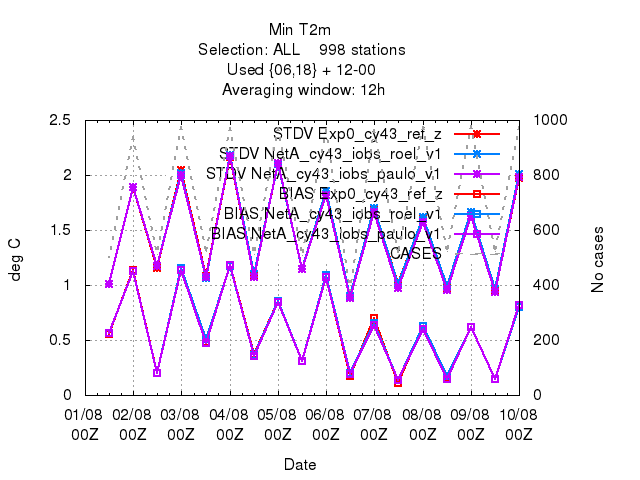 Min T2m
Selection: ALL    998 stations
Used {06,18} + 12-00
Averaging window: 12h
2.5
2
1.5
1
0.5
0
deg C
1000
800
600
400
200
0
No cases
STDV Exp0_cy43_ref_z
STDV NetA_cy43_iobs_roel_v1
STDV NetA_cy43_iobs_paulo_v1
BIAS Exp0_cy43_ref_z
BIAS NetA_cy43_iobs_roel_v1
BIAS NetA_cy43_iobs_paulo_v1
CASES
01/08 02/08 03/08 04/08 05/08 06/08 07/08 08/08 09/08 10/08
00Z 00Z 00Z 00Z 00Z 00Z 00Z 00Z 00Z 00Z
Date